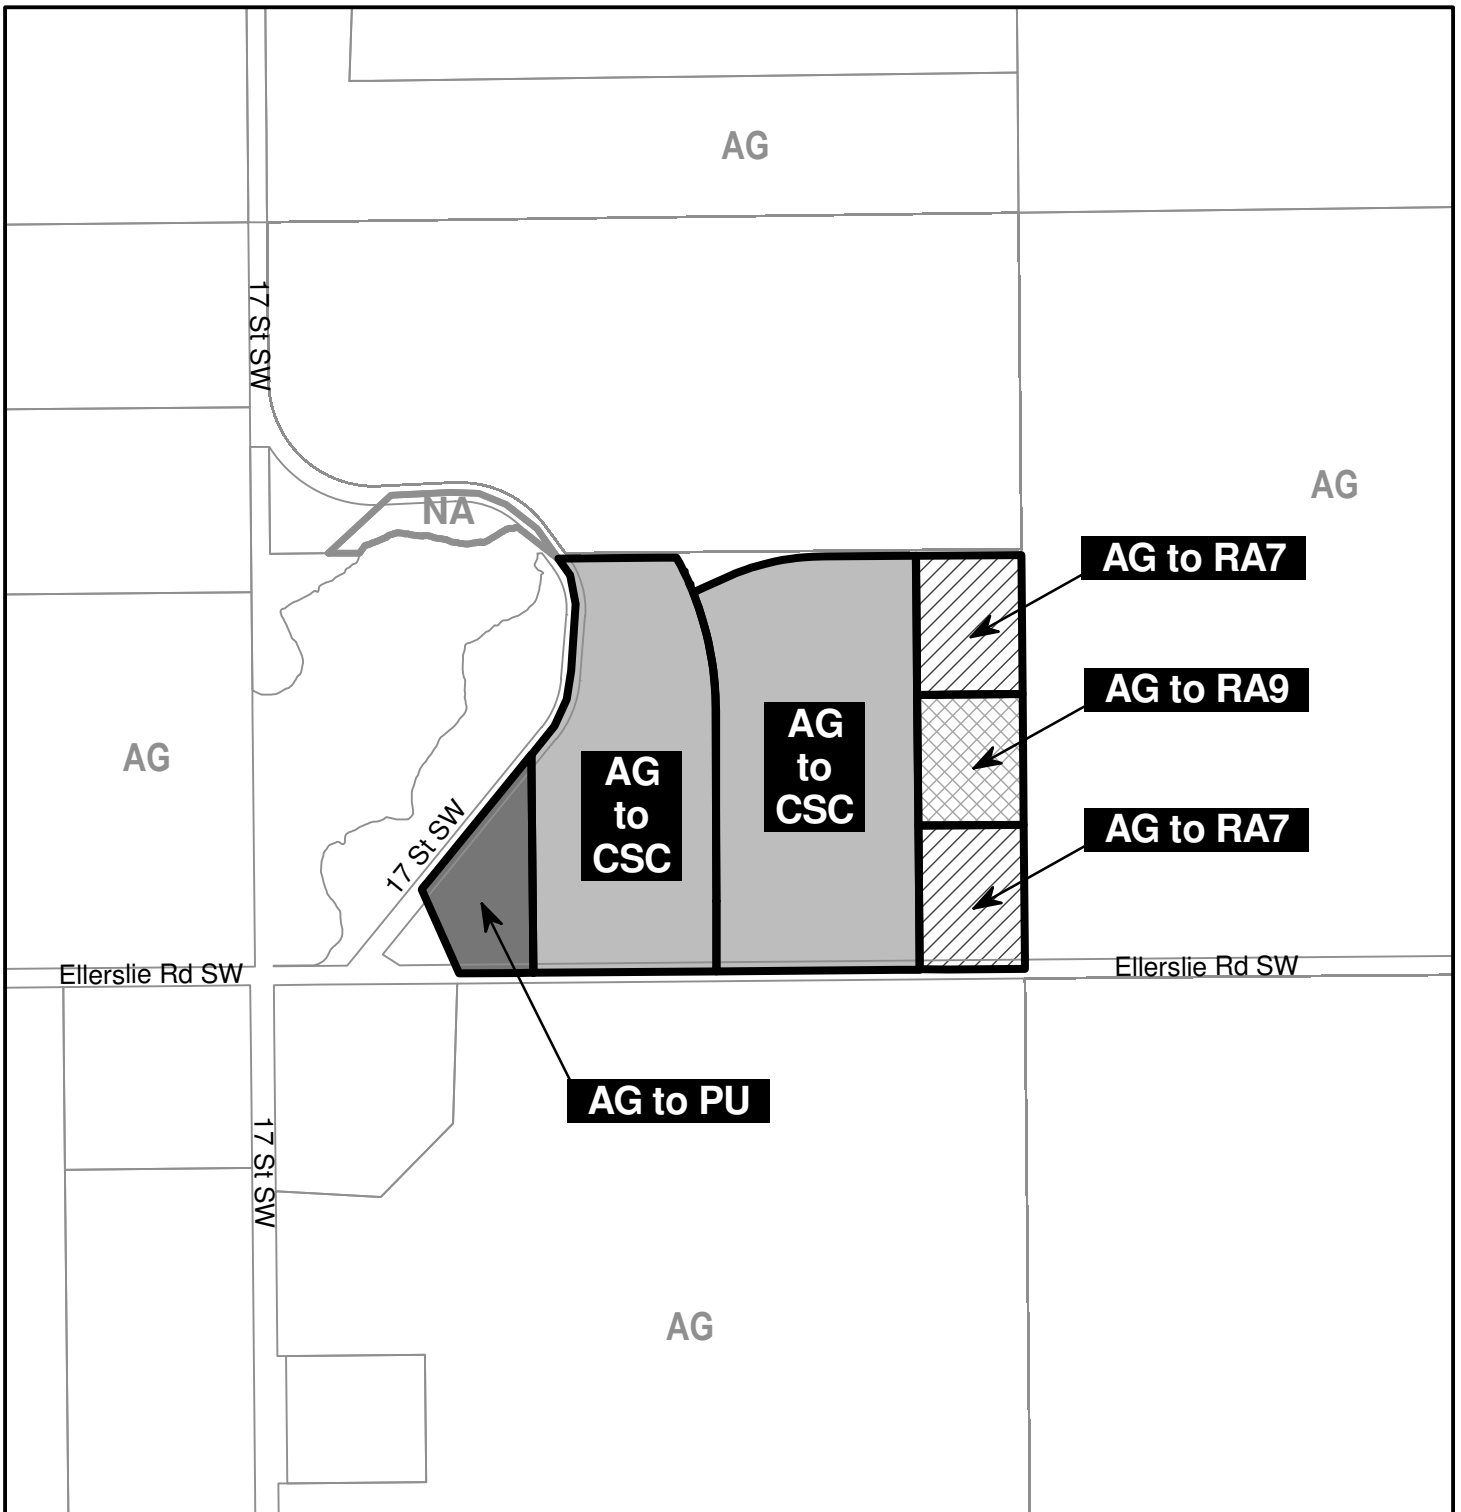 AG
17 St SW
AG
NA
AG to RA7
AG to RA9
AG
AG
to
CSC
AG
to
CSC
17 St SW
AG to RA7
Ellerslie Rd SW
Ellerslie Rd SW
AG to PU
17 St SW
AG